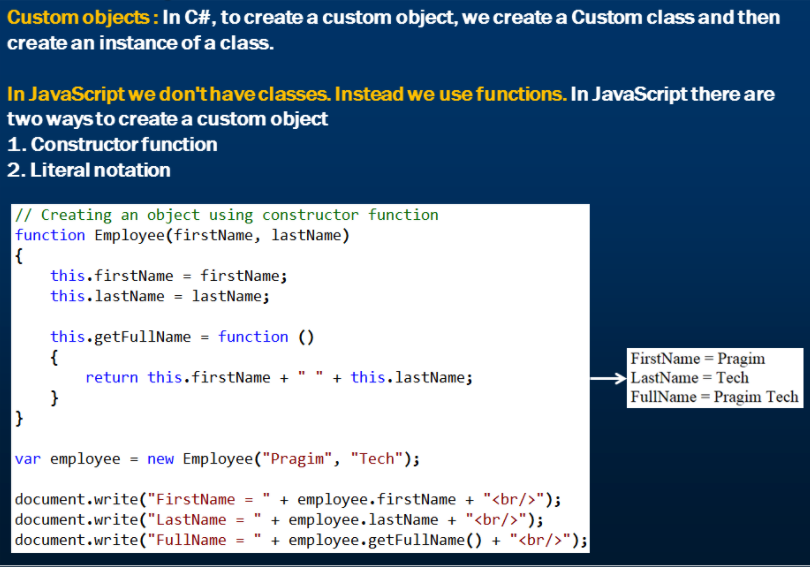 Custom objects : In C#, to create a custom object, we create a Custom class and then
create an instance of a class.
In JavaScript we don't have classes. Instead we use functions. In JavaScript there are
two ways to create a custom object
1. Constructor function
2. Literal notation
// Creating an object using constructor function
function Employee(firstName, lastName)
{
    this.firstName = firstName;
    this.lastName = lastName;
    this.getFullName = function ()
    {
        return this.firstName + " " + this.lastName;
    }
}
var employee = new Employee("Pragim", "Tech");
document.write("FirstName = " + employee.firstName + "<br/>");
document.write("LastName = " + employee.lastName + "<br/>");
document.write("FullName = " + employee.getFullName() + "<br/>");
FirstName = Pragim
LastName = Tech
FullName = Pragim Tech